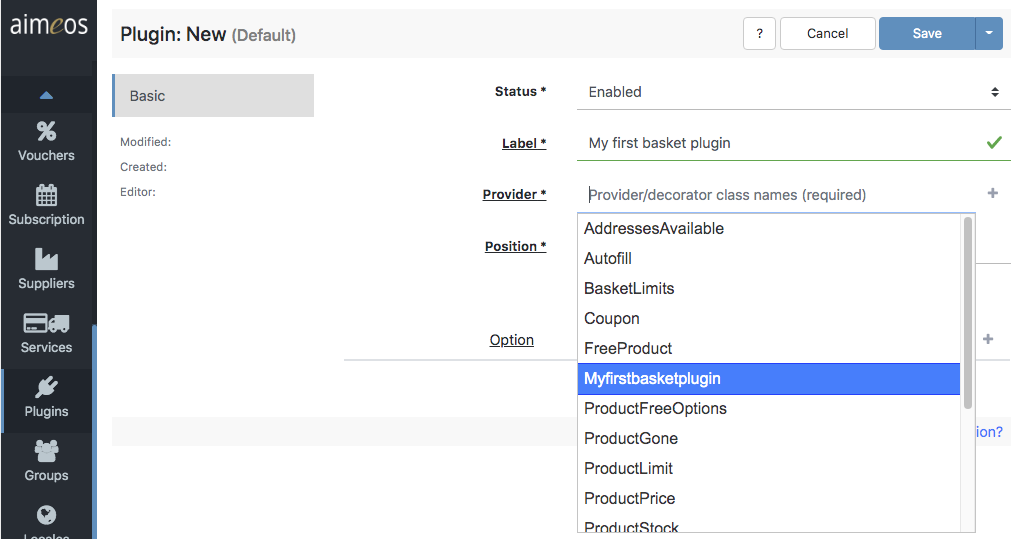 aimeos
Plugin: New (Default)
?
Cancel
Save
Vouchers
Subscription
Suppliers
Services
Plugins
Groups
Locales
Basic
Modified:
Created:
Editor:
Status *
Enabled
Label *
My first basket plugin
Provider *
Provider/decorator class names (required)
Position *
Option
AddressesAvailable
Autofill
BasketLimits
Coupon
FreeProduct
Myfirstbasketplugin
ProductFreeOptions
ProductGone
ProductLimit
ProductPrice
ProductStock
ion?